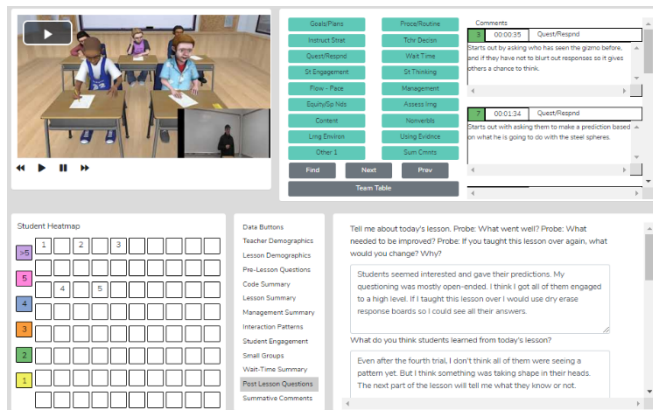 Goals/Plans
Proce/Routine
Instruct Strat
Tchr Decisn
Quest/Respnd
Wait Time
St Engagement
St Thinking
Flow - Pace
Management
Equity/Sp Nds
Assess Img
Content
Nonverbls
Lrng Environ
Using Evidnce
Other 1
Sum Cmnts
Find
Next
Prev
Team Table
Comments
3 00:00:35 Quest/Respnd
Starts out by asking who has seen the gizmo before,
and if they have not to blurt out responses so it gives
others a chance to think.
7 00:01:34 Quest/Respnd
Starts out with asking them to make a prediction based
on what he is going to do with the steel spheres.
Student Heatmap
>5
1 2 3
5
4 5
4
3
2
1
Data Buttons
Teacher Demographics
Lesson Demographics
Pre-Lesson Questions
Code Summary
Lesson Summary
Management Summary
Interaction Patterns
Student Engagement
Small Groups
Wait-Time Summary
Post Lesson Questions
Summative Comments
Tell me about today's lesson. Probe: What went well? Probe: What
needed to be improved? Probe: If you taught this lesson over again, what
would you change? Why?
Students seemed interested and gave their predictions. My
questioning was mostly open-ended. I think I got all of them engaged
to a high level. If I taught this lesson over I would use dry erase
response boards so I could see all their answers.
What do you think students learned from today's lesson?
Even after the fourth trial, I don't think all of them were seeing a
pattern yet. But I think something was taking shape in their heads.
The next part of the lesson will tell me what they know or not.